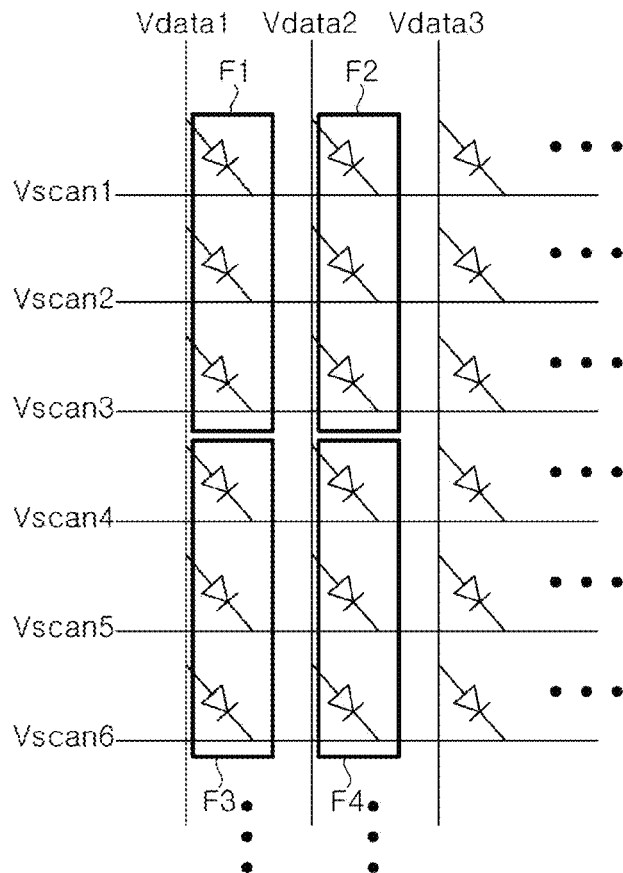 Vdata1 Vdata2 Vdata3
F1 F2
Vscan1
Vscan2
Vscan3
Vscan4
Vscan5
Vscan6
F3 F4